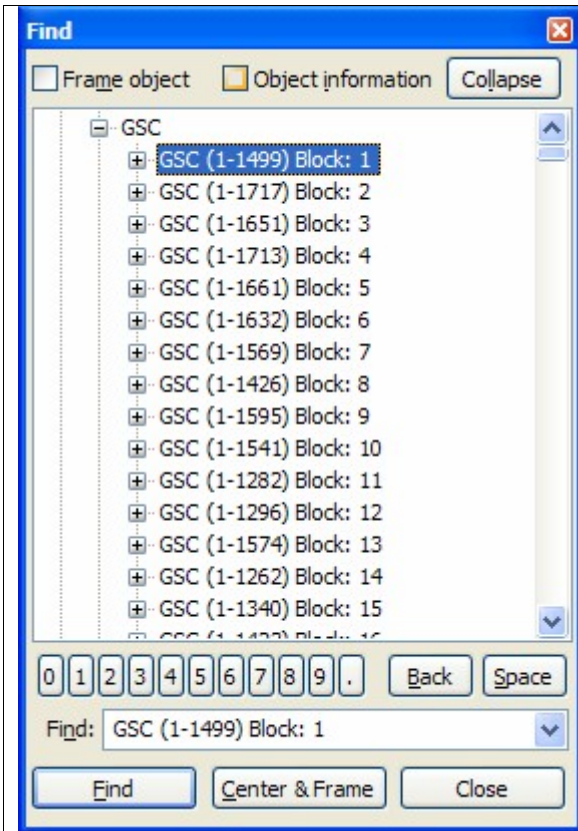 Find
Frame object Object information Collapse
GSC
GSC (1-1499) Block: 1
GSC (1-1717) Block: 2
GSC (1-1651) Block: 3
GSC (1-1713) Block: 4
GSC (1-1661) Block: 5
GSC (1-1632) Block: 6
GSC (1-1569) Block: 7
GSC (1-1426) Block: 8
GSC (1-1595) Block: 9
GSC (1-1541) Block: 10
GSC (1-1282) Block: 11
GSC (1-1296) Block: 12
GSC (1-1574) Block: 13
GSC (1-1262) Block: 14
GSC (1-1340) Block: 15
0 1 2 3 4 5 6 7 8 9 . Back Space
Find: GSC (1-1499) Block: 1
Find Center & Frame Close